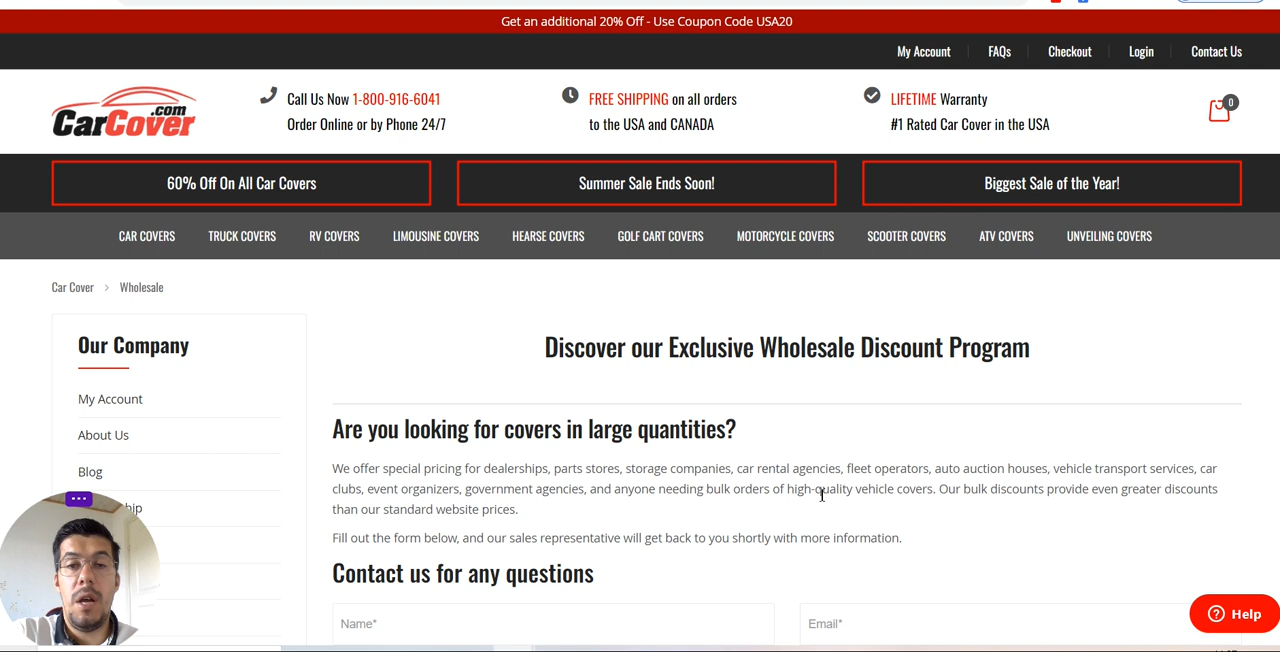 Get an additional 20% Off - Use Coupon Code USA20
My Account
FAQs
Checkout
Login
Contact Us
CarCover.com
Call Us Now 1-800-916-6041
Order Online or by Phone 24/7
FREE SHIPPING on all orders
to the USA and CANADA
LIFETIME Warranty
#1 Rated Car Cover in the USA
0
60% Off On All Car Covers
Summer Sale Ends Soon!
Biggest Sale of the Year!
CAR COVERS
TRUCK COVERS
RV COVERS
LIMOUSINE COVERS
HEARSE COVERS
GOLF CART COVERS
MOTORCYCLE COVERS
SCOOTER COVERS
ATV COVERS
UNVEILING COVERS
Car Cover > Wholesale
Our Company
My Account
About Us
Blog
Discover our Exclusive Wholesale Discount Program
Are you looking for covers in large quantities?
We offer special pricing for dealerships, parts stores, storage companies, car rental agencies, fleet operators, auto auction houses, vehicle transport services, car
clubs, event organizers, government agencies, and anyone needing bulk orders of high-quality vehicle covers. Our bulk discounts provide even greater discounts
than our standard website prices.
Fill out the form below, and our sales representative will get back to you shortly with more information.
Contact us for any questions
Name*
Email*
Help